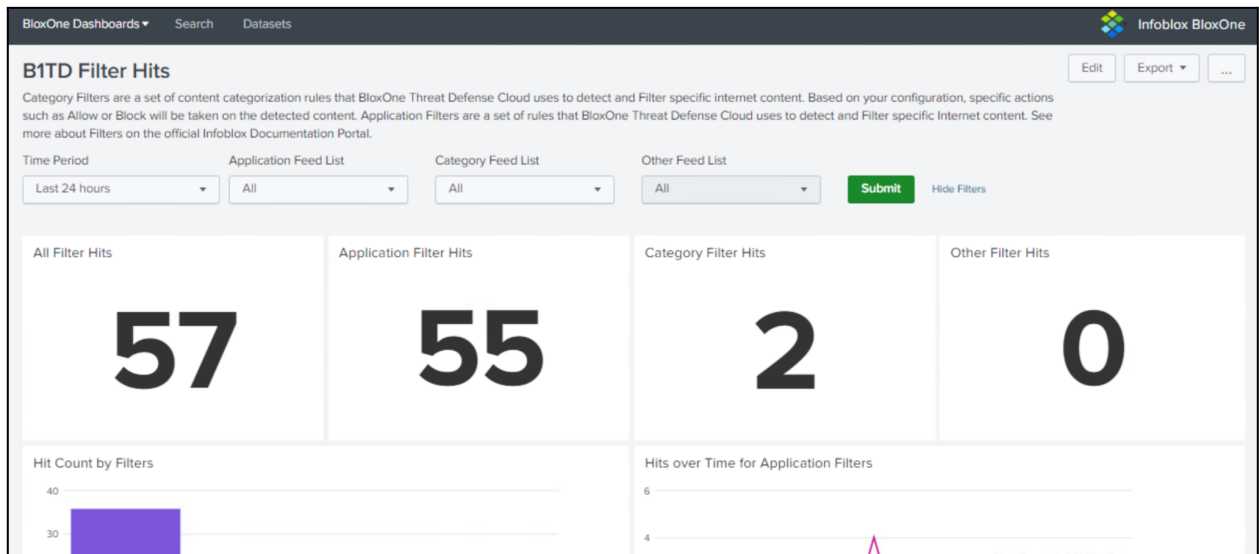 BloxOne Dashboards Search Datasets Infoblox BloxOne
B1TD Filter Hits
Edit Export ...
Category Filters are a set of content categorization rules that BloxOne Threat Defense Cloud uses to detect and Filter specific internet content. Based on your configuration, specific actions
such as Allow or Block will be taken on the detected content. Application Filters are a set of rules that BloxOne Threat Defense Cloud uses to detect and Filter specific Internet content. See
more about Filters on the official Infoblox Documentation Portal.
Time Period Application Feed List Category Feed List Other Feed List
Last 24 hours All All All Submit Hide Filters
All Filter Hits Application Filter Hits Category Filter Hits Other Filter Hits
57 55 2 0
Hit Count by Filters Hits over Time for Application Filters
40 6
30 4